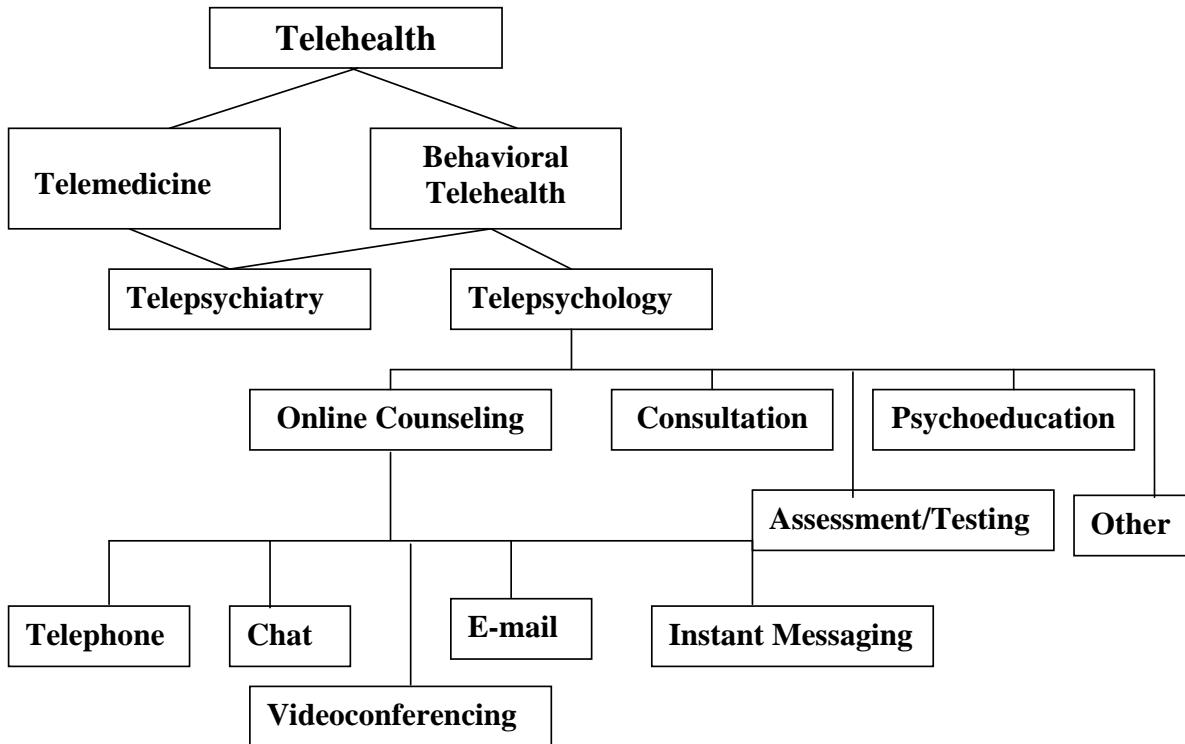 Telehealth
Telemedicine
Behavioral
Telehealth
Telepsychiatry
Telepsychology
Online Counseling
Consultation
Psychoeducation
Assessment/Testing
Other
Telephone
Chat
E-mail
Instant Messaging
Videoconferencing